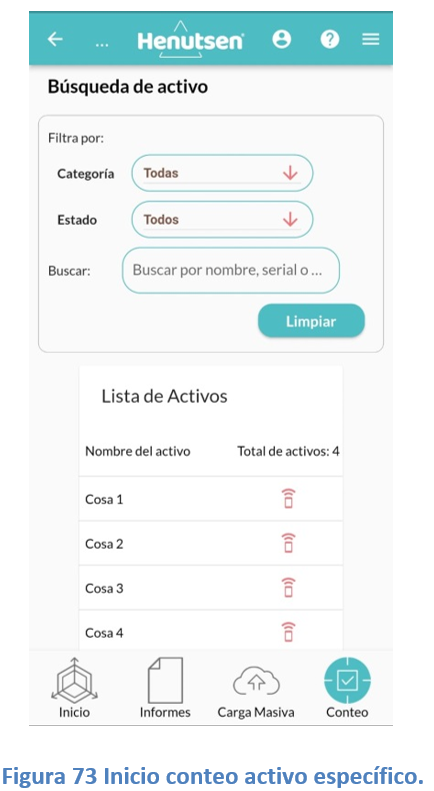 ... Henutsen
Búsqueda de activo
Filtra por:
Categoría Todas
Estado Todos
Buscar: Buscar por nombre, serial o ...
Limpiar
Lista de Activos
Nombre del activo Total de activos: 4
Cosa 1
Cosa 2
Cosa 3
Cosa 4
Inicio Informes Carga Masiva Conteo
Figura 73 Inicio conteo activo específico.